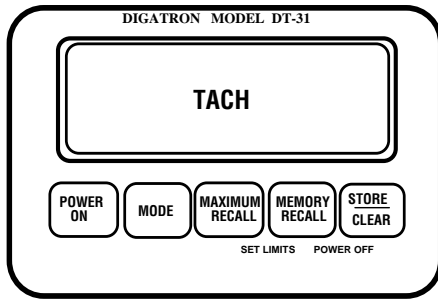 DIGATRON MODEL DT-31
TACH
POWER
ON
MODE
MAXIMUM
RECALL
MEMORY
RECALL
STORE
CLEAR
SET LIMITS
POWER OFF